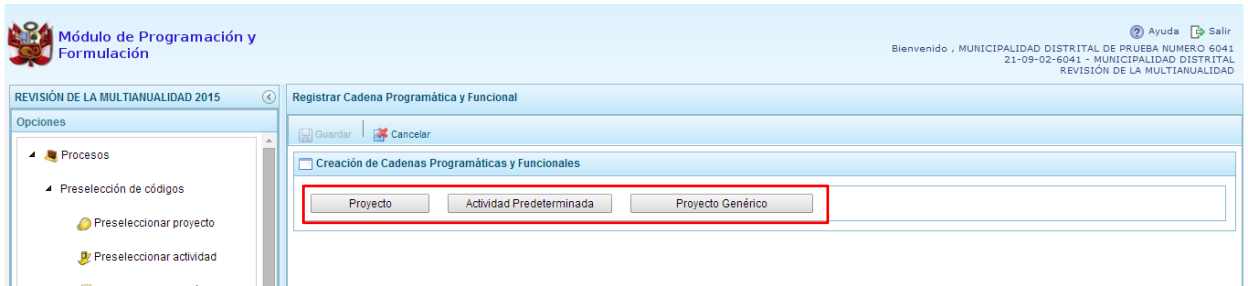 Módulo de Programación y
Formulación
Ayuda Salir
Bienvenido , MUNICIPALIDAD DISTRITAL DE PRUEBA NUMERO 6041
21-09-02-6041 - MUNICIPALIDAD DISTRITAL
REVISIÓN DE LA MULTIANUALIDAD
REVISIÓN DE LA MULTIANUALIDAD 2015
Opciones
Procesos
Preselección de códigos
Preseleccionar proyecto
Preseleccionar actividad
Registrar Cadena Programática y Funcional
Guardar Cancelar
Creación de Cadenas Programáticas y Funcionales
Proyecto Actividad Predeterminada Proyecto Genérico